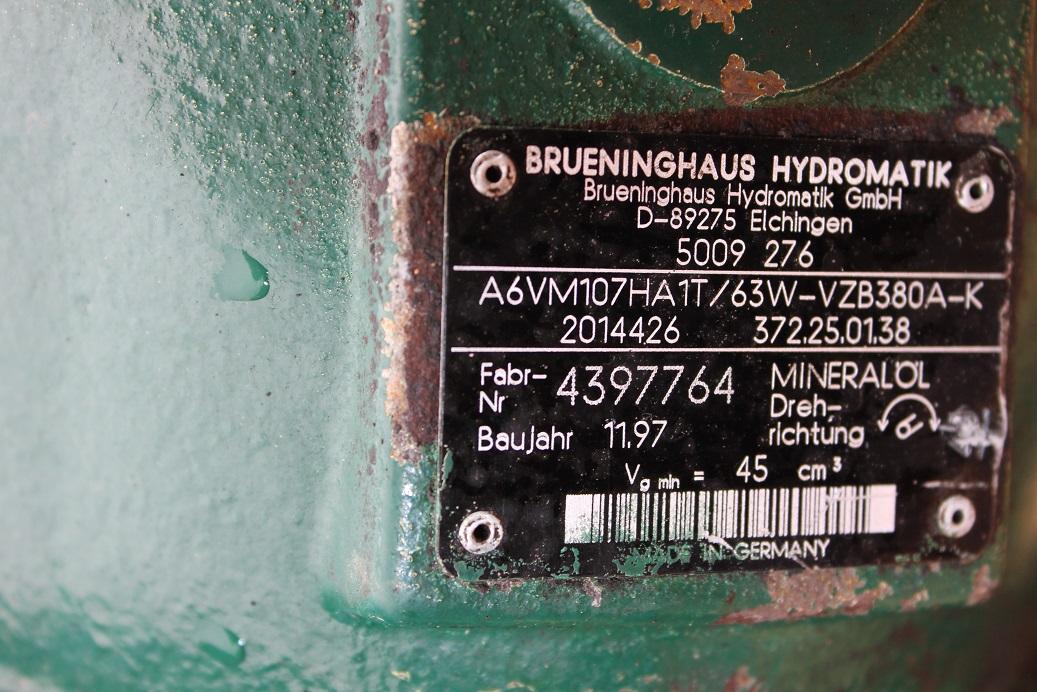 BRUENINGHAUS HYDROMATIK
Brueninghaus Hydromatik GmbH
D-89275 Elchingen
5009 276
A6VM107HA1T/63W-VZB380A-K
2014426 372.25.01.38
Fabr-Nr 4397764
MINERALÖL
Baujahr 11.97
Dreh-richtung
Vg min = 45 cm³
MADE IN GERMANY